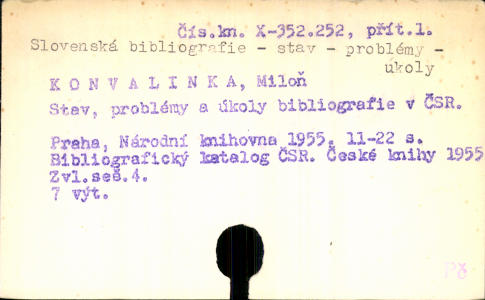 Čís.kn. X-352.252, přít.l.
Slovenská bibliografie - stav - problémy -
úkoly
K O N V A L I N K A, Miloň
Stav, problémy a úkoly bibliografie v ČSR.
Praha, Národní knihovna 1955. 11-22 s.
Bibliografický katalog ČSR. České knihy 1955
Zvl.seš.4.
7 výt.
Pč